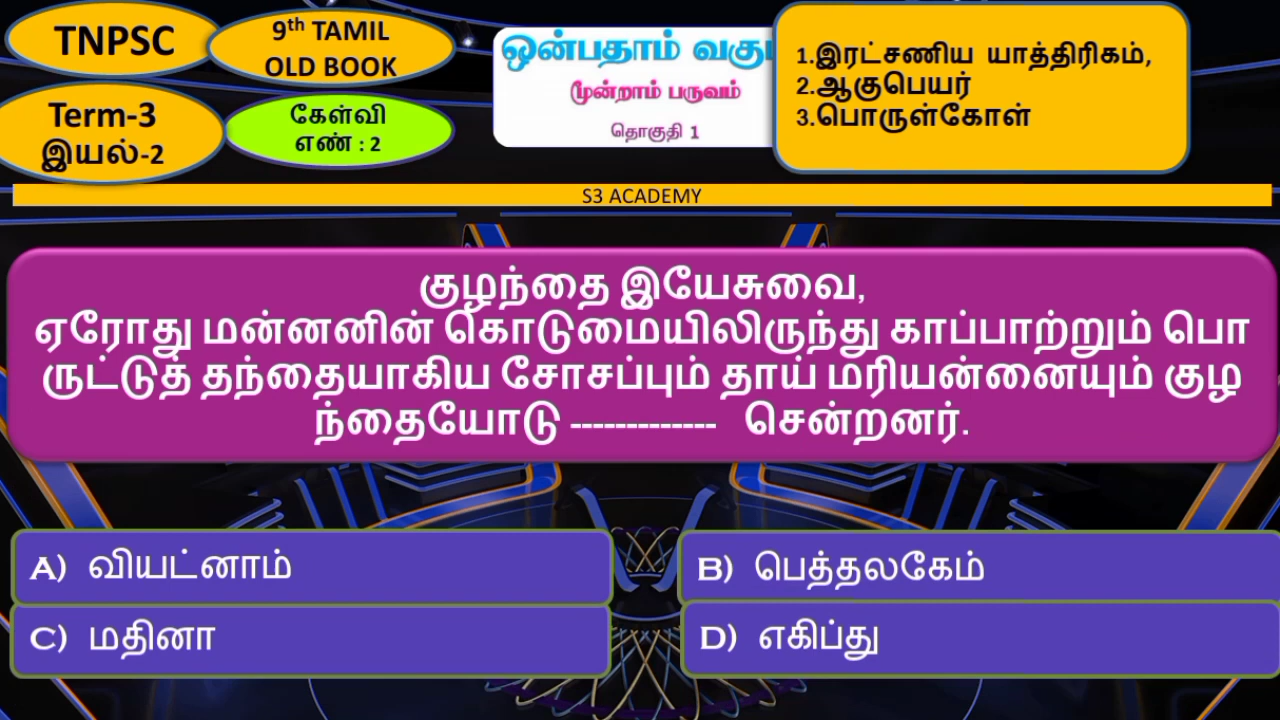 TNPSC
9th TAMIL
OLD BOOK
Term-3
இயல்-2
கேள்வி
எண் : 2
ஒன்பதாம் வகு
மூன்றாம் பருவம்
தொகுதி 1
1.இரட்சணிய யாத்திரிகம்,
2.ஆகுபெயர்
3.பொருள்கோள்
S3 ACADEMY
குழந்தை இயேசுவை,
ஏரோது மன்னனின் கொடுமையிலிருந்து காப்பாற்றும் பொ
ருட்டுத் தந்தையாகிய சோசப்பும் தாய் மரியன்னையும் குழ
ந்தையோடு ------------- சென்றனர்.
A) வியட்னாம்
B) பெத்தலகேம்
C) மதினா
D) எகிப்து